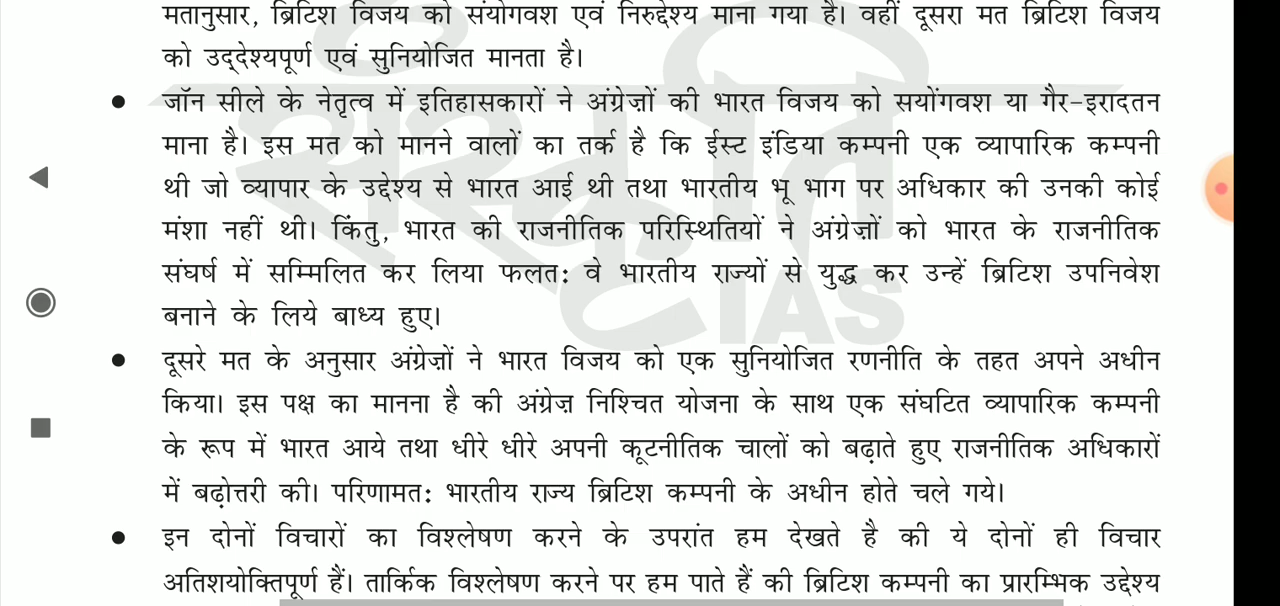 मतानुसार, ब्रिटिश विजय को संयोगवश एवं निरुद्देश्य माना गया है। वहीं दूसरा मत ब्रिटिश विजय
को उद्देश्यपूर्ण एवं सुनियोजित मानता है।
● जॉन सीले के नेतृत्व में इतिहासकारों ने अंग्रेज़ों की भारत विजय को सयोंगवश या गैर-इरादतन
माना है। इस मत को मानने वालों का तर्क है कि ईस्ट इंडिया कम्पनी एक व्यापारिक कम्पनी
थी जो व्यापार के उद्देश्य से भारत आई थी तथा भारतीय भू भाग पर अधिकार की उनकी कोई
मंशा नहीं थी। किंतु, भारत की राजनीतिक परिस्थितियों ने अंग्रेज़ों को भारत के राजनीतिक
संघर्ष में सम्मिलित कर लिया फलत: वे भारतीय राज्यों से युद्ध कर उन्हें ब्रिटिश उपनिवेश
बनाने के लिये बाध्य हुए।
● दूसरे मत के अनुसार अंग्रेज़ों ने भारत विजय को एक सुनियोजित रणनीति के तहत अपने अधीन
किया। इस पक्ष का मानना है की अंग्रेज़ निश्चित योजना के साथ एक संघटित व्यापारिक कम्पनी
के रूप में भारत आये तथा धीरे धीरे अपनी कूटनीतिक चालों को बढ़ाते हुए राजनीतिक अधिकारों
में बढ़ोत्तरी की। परिणामत: भारतीय राज्य ब्रिटिश कम्पनी के अधीन होते चले गये।
● इन दोनों विचारों का विश्लेषण करने के उपरांत हम देखते है की ये दोनों ही विचार
अतिशयोक्तिपूर्ण हैं। तार्किक विश्लेषण करने पर हम पाते हैं की ब्रिटिश कम्पनी का प्रारम्भिक उद्देश्य
संस्कृति
IAS